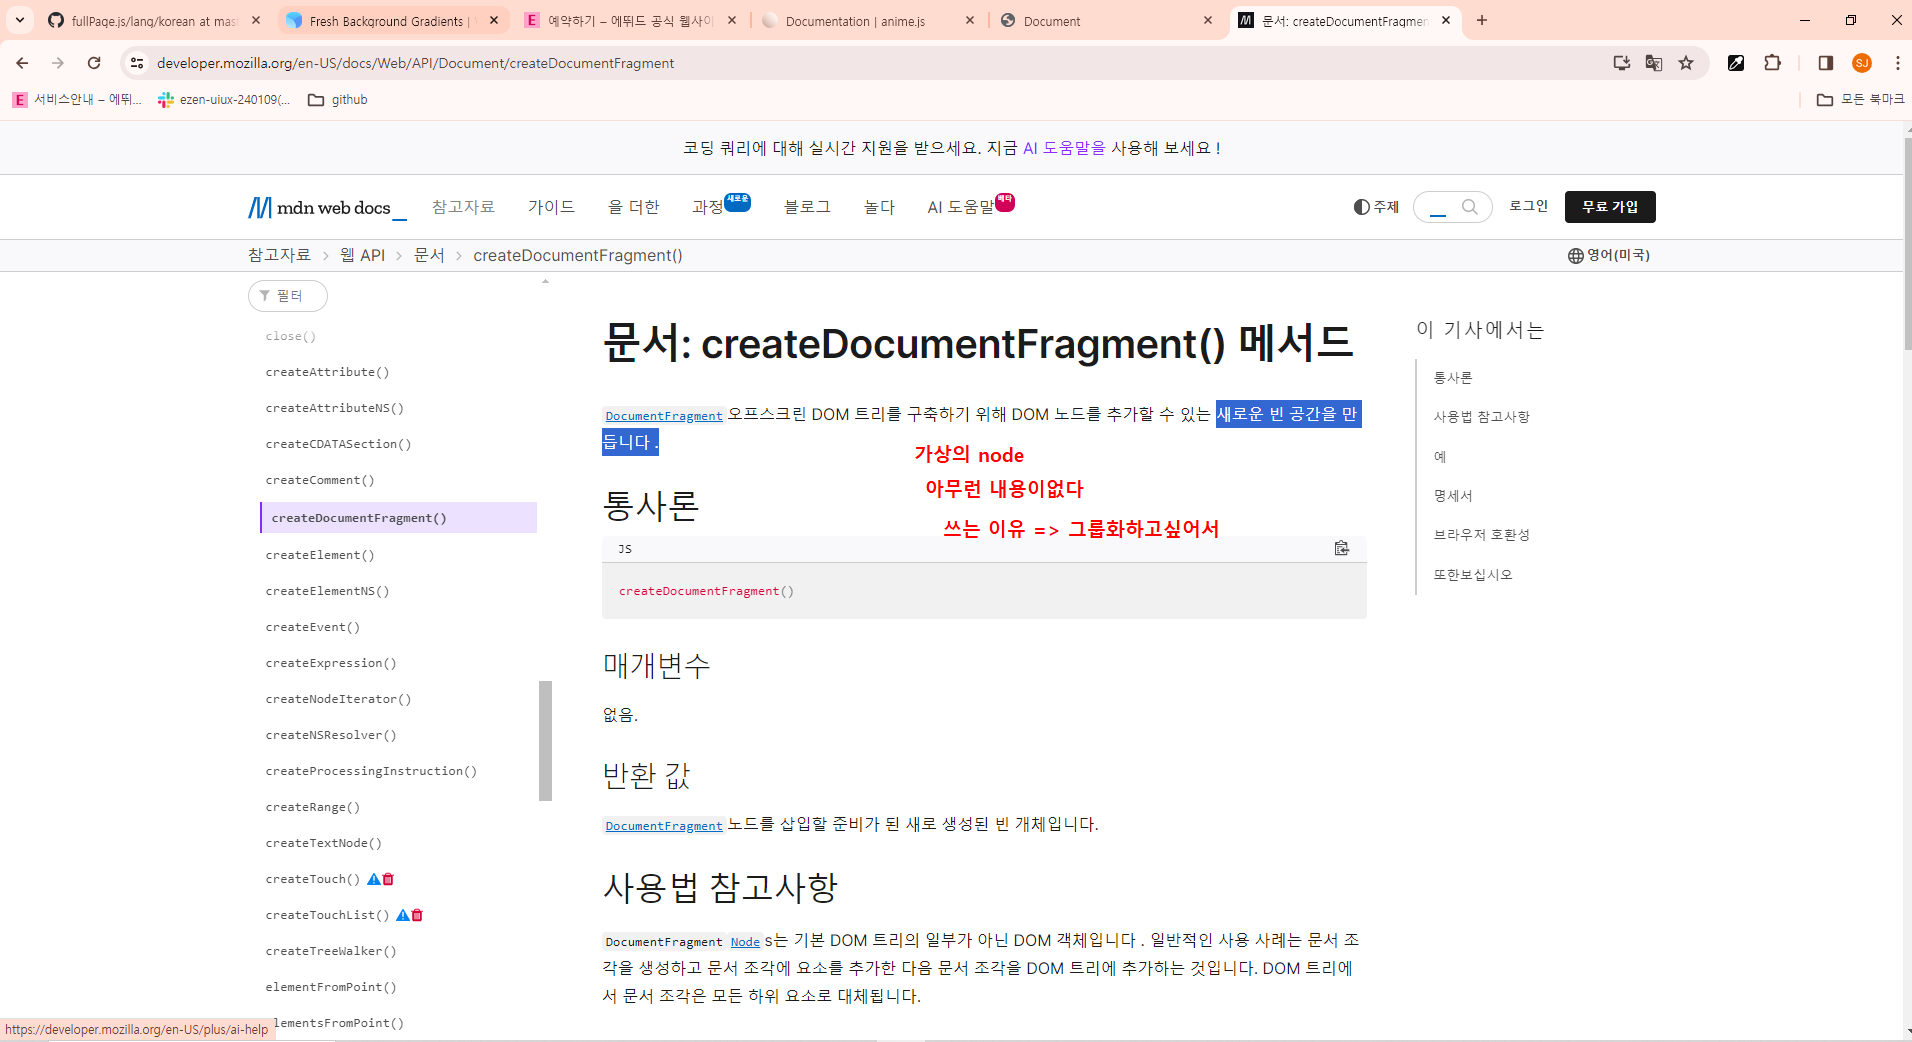 fullPage.js/lang/korean at mast
Fresh Background Gradients |
예약하기 – 에뛰드 공식 웹사이
Documentation | anime.js
Document
문서: createDocumentFragmen
developer.mozilla.org/en-US/docs/Web/API/Document/createDocumentFragment
SJ
서비스안내 – 에뛰...
ezen-uiux-240109(...
github
모든 북마크
코딩 쿼리에 대해 실시간 지원을 받으세요. 지금 AI 도움말을 사용해 보세요 !
mdn web docs_
참고자료
가이드
을 더한
과정 새로운
블로그
놀다
AI 도움말 베타
주제
로그인
무료 가입
참고자료 > 웹 API > 문서 > createDocumentFragment()
영어(미국)
필터
close()
createAttribute()
createAttributeNS()
createCDATASection()
createComment()
createDocumentFragment()
createElement()
createElementNS()
createEvent()
createExpression()
createNodeIterator()
createNSResolver()
createProcessingInstruction()
createRange()
createTextNode()
createTouch()
createTouchList()
createTreeWalker()
elementFromPoint()
lementsFromPoint()
https://developer.mozilla.org/en-US/plus/ai-help
문서: createDocumentFragment() 메서드
DocumentFragment 오프스크린 DOM 트리를 구축하기 위해 DOM 노드를 추가할 수 있는 새로운 빈 공간을 만
듭니다 .
가상의 node
아무런 내용이없다
쓰는 이유 => 그룹화하고싶어서
통사론
JS
createDocumentFragment()
매개변수
없음.
반환 값
DocumentFragment 노드를 삽입할 준비가 된 새로 생성된 빈 개체입니다.
사용법 참고사항
DocumentFragment Node s는 기본 DOM 트리의 일부가 아닌 DOM 객체입니다 . 일반적인 사용 사례는 문서 조
각을 생성하고 문서 조각에 요소를 추가한 다음 문서 조각을 DOM 트리에 추가하는 것입니다. DOM 트리에
서 문서 조각은 모든 하위 요소로 대체됩니다.
이 기사에서는
통사론
사용법 참고사항
예
명세서
브라우저 호환성
또한보십시오